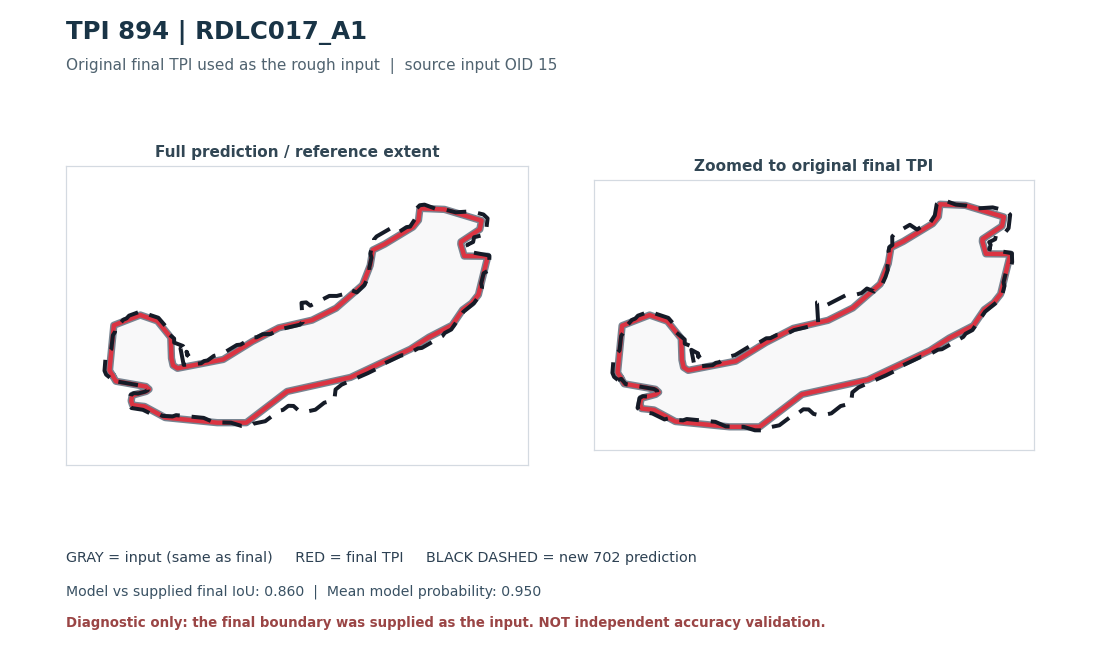 TPI 894 | RDLC017_A1
Original final TPI used as the rough input | source input OID 15
Full prediction / reference extent
Zoomed to original final TPI
GRAY = input (same as final) RED = final TPI BLACK DASHED = new 702 prediction
Model vs supplied final IoU: 0.860 | Mean model probability: 0.950
Diagnostic only: the final boundary was supplied as the input. NOT independent accuracy validation.